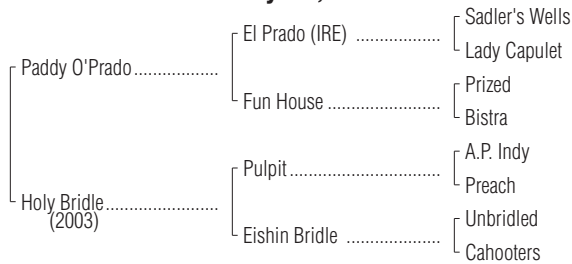 Sadler's Wells
El Prado (IRE) ....................
Lady Capulet
Paddy O'Prado ..................
Prized
Fun House ........................
Bistra
A.P. Indy
Pulpit ................................
Preach
Holy Bridle ........................
(2003)
Unbridled
Eishin Bridle ....................
Cahooters